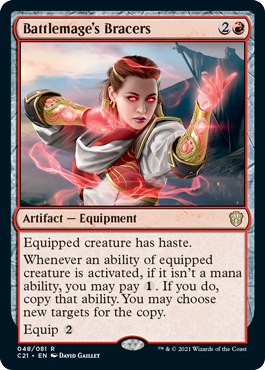 Battlemage's Bracers 2
Artifact — Equipment
Equipped creature has haste.
Whenever an ability of equipped
creature is activated, if it isn't a mana
ability, you may pay 1. If you do,
copy that ability. You may choose
new targets for the copy.
Equip 2
048/081 R
C21 • EN DAVID GAILLET
™ & © 2021 Wizards of the Coast